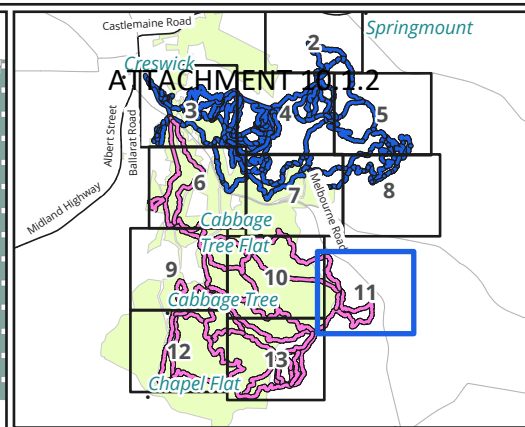 Castlemaine Road
Springmount
2
Creswick
ATTACHMENT 10.1.2
3
4
5
Albert Street
Ballarat Road
6
7
Melbourne Road
8
Midland Highway
Cabbage
Tree Flat
9
10
11
Cabbage Tree
12
13
Chapel Flat